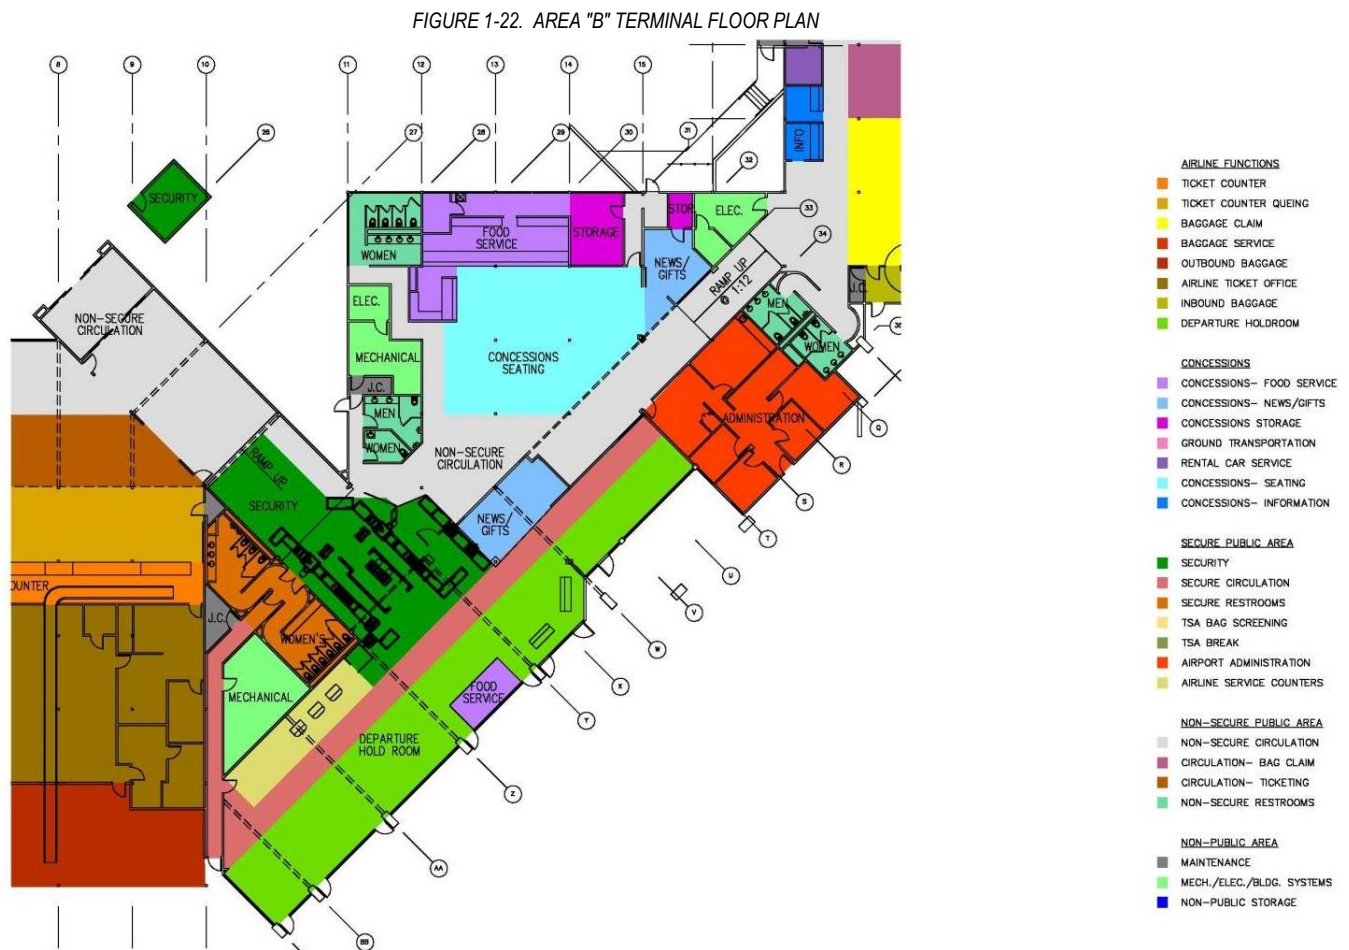 FIGURE 1-22. AREA "B" TERMINAL FLOOR PLAN
8
9
10
11
12
13
14
15
26
27
28
29
30
31
32
33
34
SECURITY
NON-SECURE
CIRCULATION
WOMEN
FOOD
SERVICE
STORAGE
STOR.
ELEC.
INFO
NEWS/
GIFTS
RAMP UP
1:12
MEN
WOMEN
J.C.
ELEC.
MECHANICAL
J.C.
MEN
WOMEN
CONCESSIONS
SEATING
ADMINISTRATION
NON-SECURE
CIRCULATION
RAMP UP
SECURITY
NEWS/
GIFTS
OUNTER
J.C.
WOMEN'S
MECHANICAL
FOOD
SERVICE
DEPARTURE
HOLD ROOM
Q
R
S
T
U
V
W
X
Y
Z
AA
BB
AIRLINE FUNCTIONS
TICKET COUNTER
TICKET COUNTER QUEING
BAGGAGE CLAIM
BAGGAGE SERVICE
OUTBOUND BAGGAGE
AIRLINE TICKET OFFICE
INBOUND BAGGAGE
DEPARTURE HOLDROOM
CONCESSIONS
CONCESSIONS- FOOD SERVICE
CONCESSIONS- NEWS/GIFTS
CONCESSIONS STORAGE
GROUND TRANSPORTATION
RENTAL CAR SERVICE
CONCESSIONS- SEATING
CONCESSIONS- INFORMATION
SECURE PUBLIC AREA
SECURITY
SECURE CIRCULATION
SECURE RESTROOMS
TSA BAG SCREENING
TSA BREAK
AIRPORT ADMINISTRATION
AIRLINE SERVICE COUNTERS
NON-SECURE PUBLIC AREA
NON-SECURE CIRCULATION
CIRCULATION- BAG CLAIM
CIRCULATION- TICKETING
NON-SECURE RESTROOMS
NON-PUBLIC AREA
MAINTENANCE
MECH./ELEC./BLDG. SYSTEMS
NON-PUBLIC STORAGE